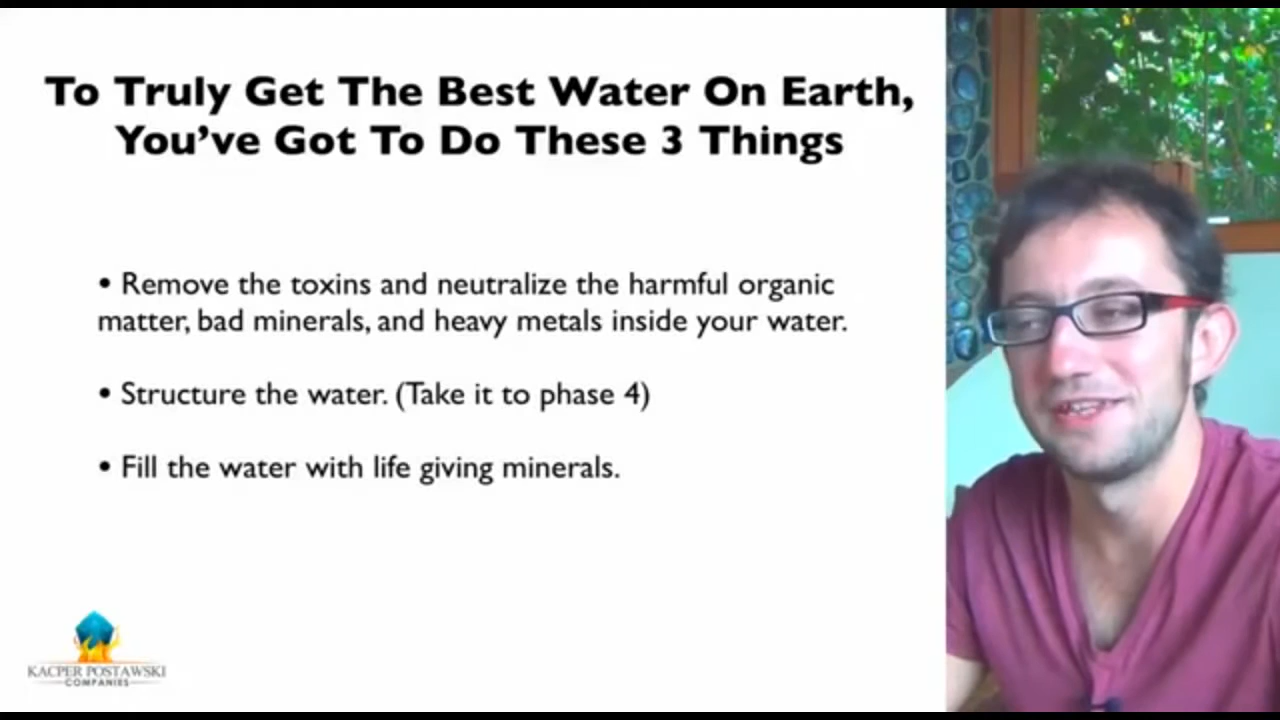 To Truly Get The Best Water On Earth,
You’ve Got To Do These 3 Things
• Remove the toxins and neutralize the harmful organic
matter, bad minerals, and heavy metals inside your water.
• Structure the water. (Take it to phase 4)
• Fill the water with life giving minerals.
KACPER POSTAWSKI
COMPANIES